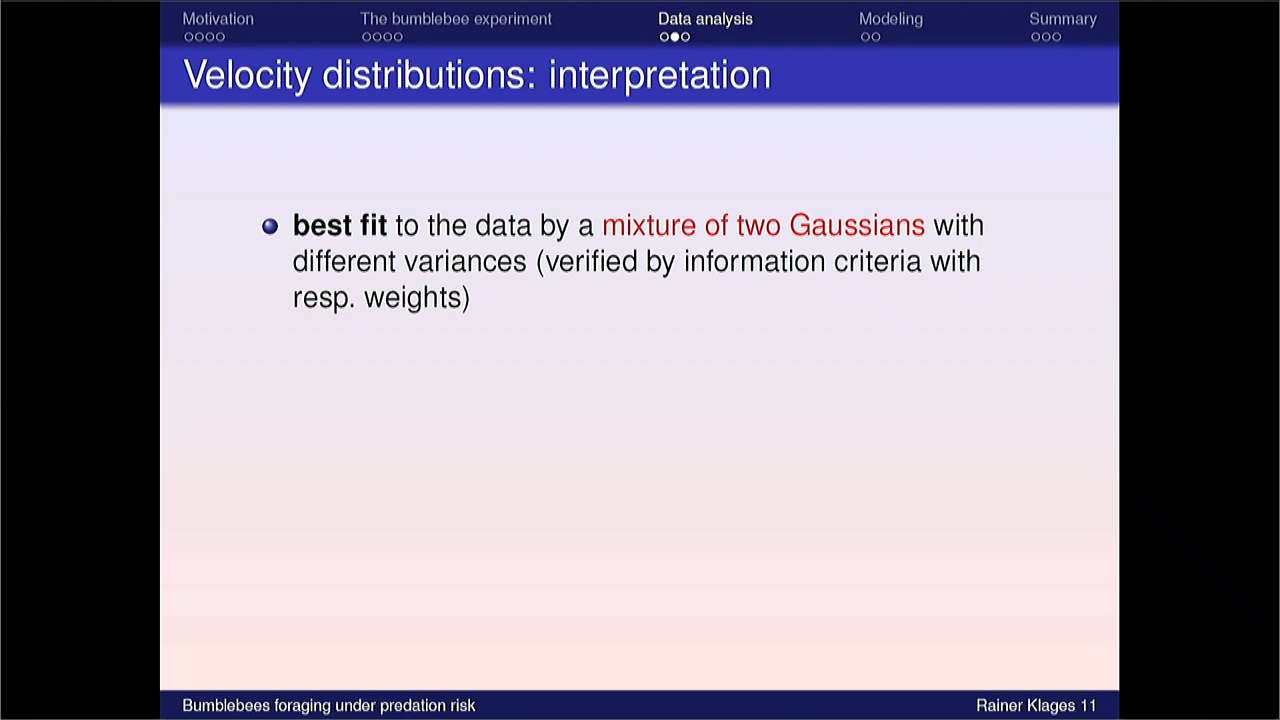 Motivation The bumblebee experiment Data analysis Modeling Summary
Velocity distributions: interpretation
best fit to the data by a mixture of two Gaussians with
different variances (verified by information criteria with
resp. weights)
Bumblebees foraging under predation risk Rainer Klages 11